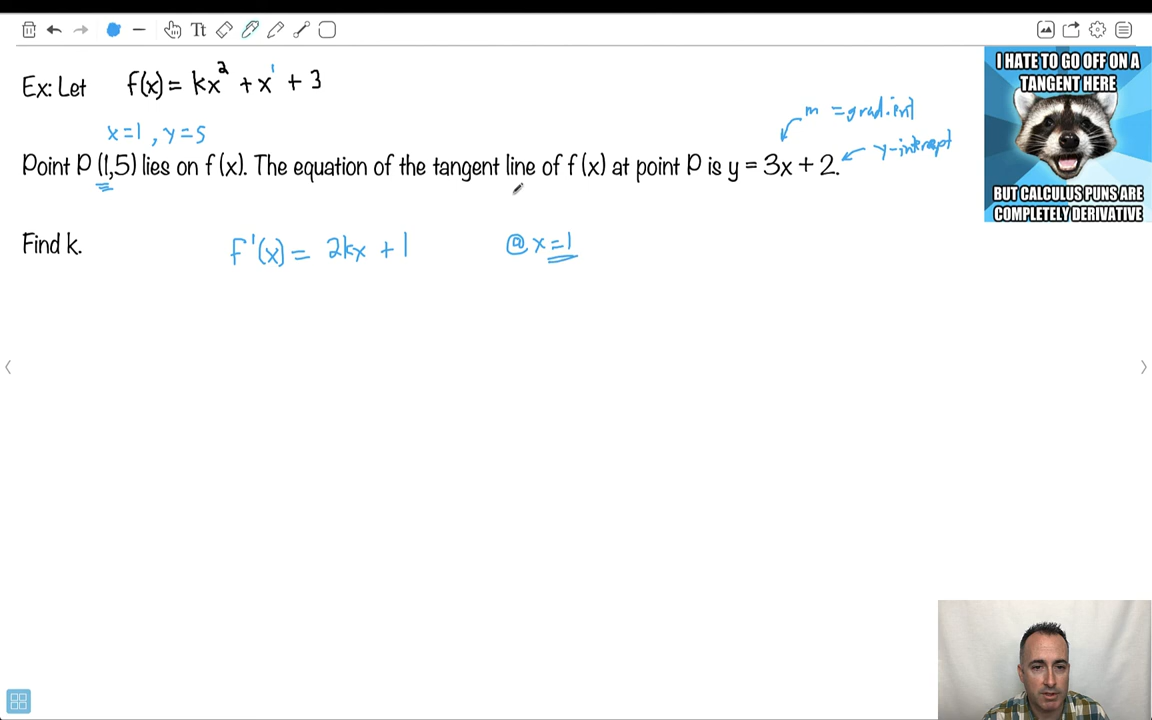 Tt
Ex: Let f(x) = kx² + x¹ + 3
I HATE TO GO OFF ON A
TANGENT HERE
m = gradient
x=1, y=5
y-intercept
Point P (1,5) lies on f(x). The equation of the tangent line of f(x) at point P is y = 3x + 2.
BUT CALCULUS PUNS ARE
COMPLETELY DERIVATIVE
Find k. f'(x) = 2kx + 1 @ x=1